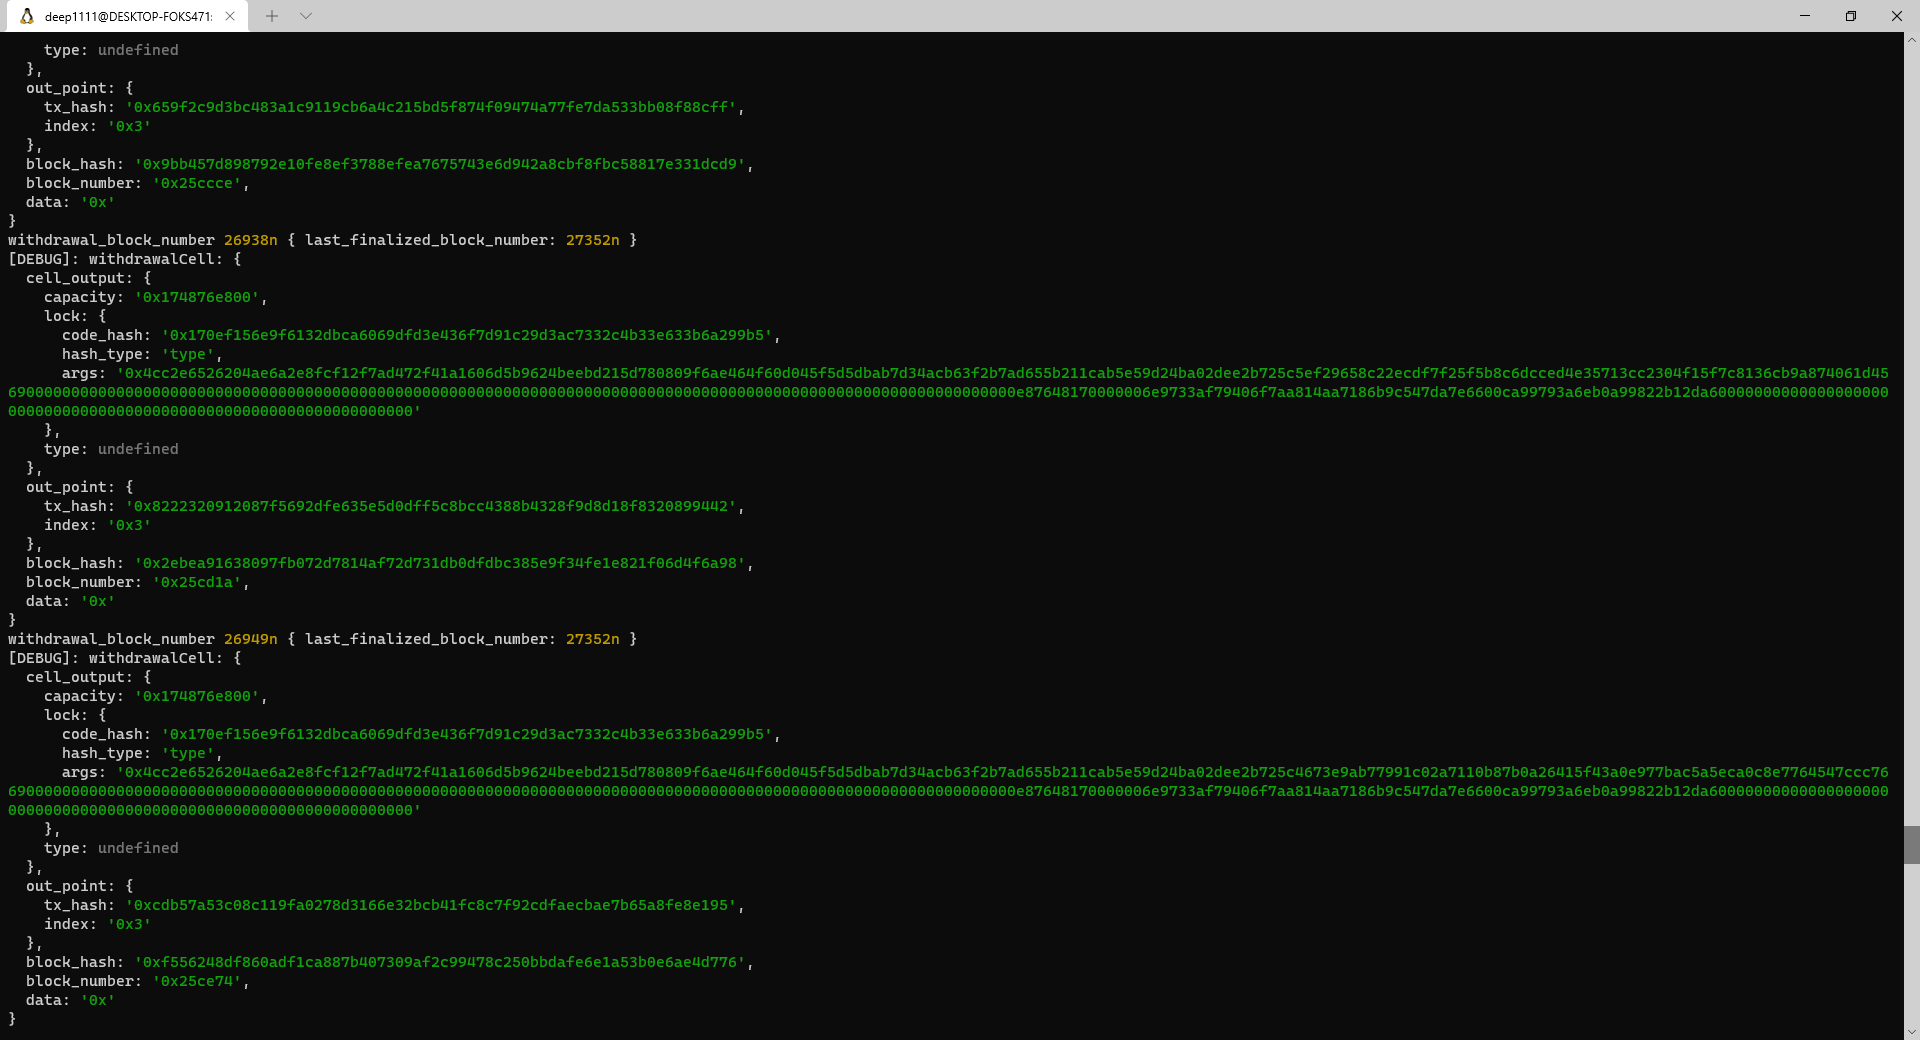 deep1111@DESKTOP-FOKS471:
type: undefined
},
out_point: {
tx_hash: '0x659f2c9d3bc483a1c9119cb6a4c215bd5f874f09474a77fe7da533bb08f88cff',
index: '0x3'
},
block_hash: '0x9bb457d898792e10fe8ef3788efea7675743e6d942a8cbf8fbc58817e331dcd9',
block_number: '0x25ccce',
data: '0x'
}
withdrawal_block_number 26938n { last_finalized_block_number: 27352n }
[DEBUG]: withdrawalCell: {
cell_output: {
capacity: '0x174876e800',
lock: {
code_hash: '0x170ef156e9f6132dbca6069dfd3e436f7d91c29d3ac7332c4b33e633b6a299b5',
hash_type: 'type',
args:
},
type: undefined
},
out_point: {
tx_hash: '0x8222320912087f5692dfe635e5d0dff5c8bcc4388b4328f9d8d18f8320899442',
index: '0x3'
},
block_hash: '0x2ebea91638097fb072d7814af72d731db0dfdbc385e9f34fe1e821f06d4f6a98',
block_number: '0x25cd1a',
data: '0x'
}
withdrawal_block_number 26949n { last_finalized_block_number: 27352n }
[DEBUG]: withdrawalCell: {
cell_output: {
capacity: '0x174876e800',
lock: {
code_hash: '0x170ef156e9f6132dbca6069dfd3e436f7d91c29d3ac7332c4b33e633b6a299b5',
hash_type: 'type',
args:
},
type: undefined
},
out_point: {
tx_hash: '0xcdb57a53c08c119fa0278d3166e32bcb41fc8c7f92cdfaecbae7b65a8fe8e195',
index: '0x3'
},
block_hash: '0xf556248df860adf1ca887b407309af2c99478c250bbdafe6e1a53b0e6ae4d776',
block_number: '0x25ce74',
data: '0x'
}